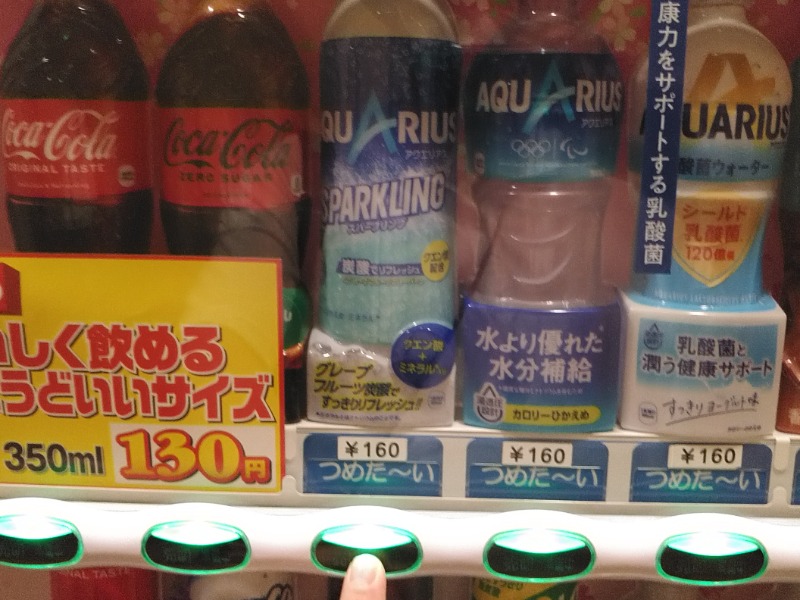 Coca-Cola
ORIGINAL TASTE
Coca-Cola
ZERO SUGAR
AQUARIUS
アクエリアス
SPARKLING
スパークリング
炭酸でリフレッシュ
クエン酸
配合
クエン酸
+
ミネラル
グレープ
フルーツ炭酸で
すっきりリフレッシュ!!
AQUARIUS
アクエリアス
水より優れた
水分補給
カロリーひかえめ
康力をサポートする乳酸菌
AQUARIUS
酸菌ウォーター
シールド
乳酸菌
120億個
乳酸菌と
潤う健康サポート
すっきりヨーグルト味
しく飲める
うどいいサイズ
350ml 130円
¥160
つめた〜い
¥160
つめた〜い
¥160
つめた〜い
INAL TASTE